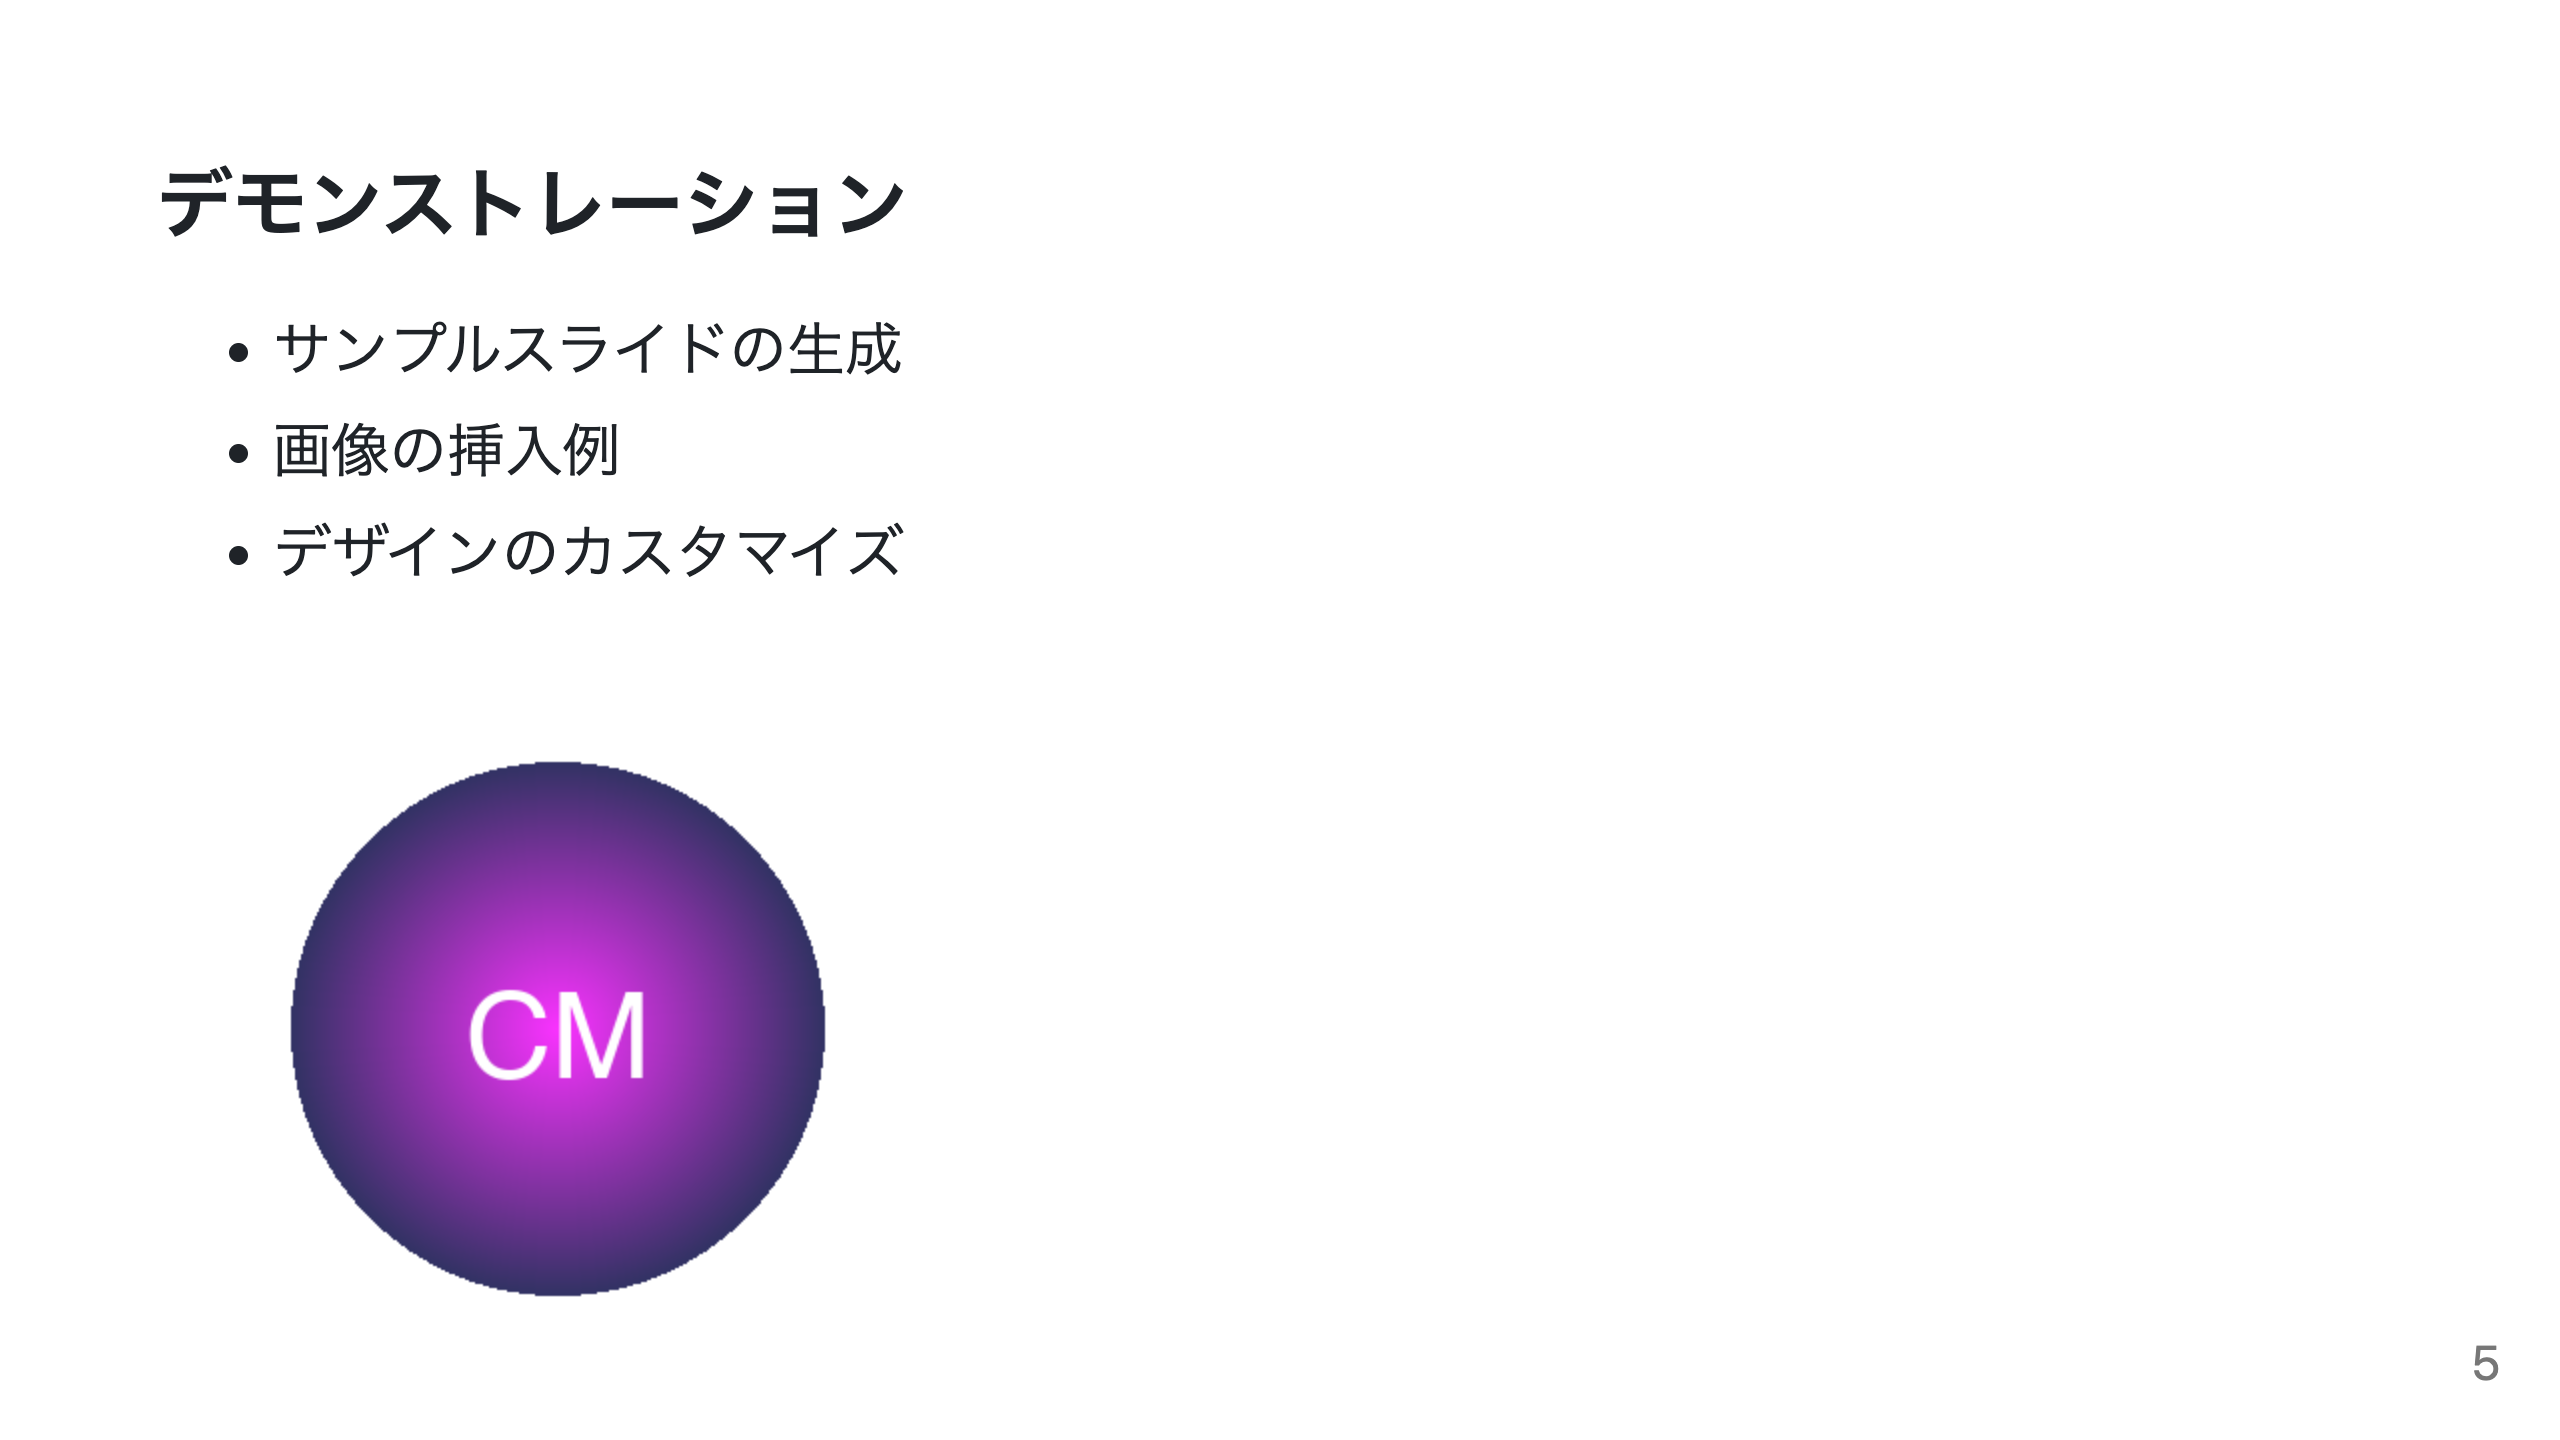 デモンストレーション
• サンプルスライドの生成
• 画像の挿入例
• デザインのカスタマイズ
CM
5